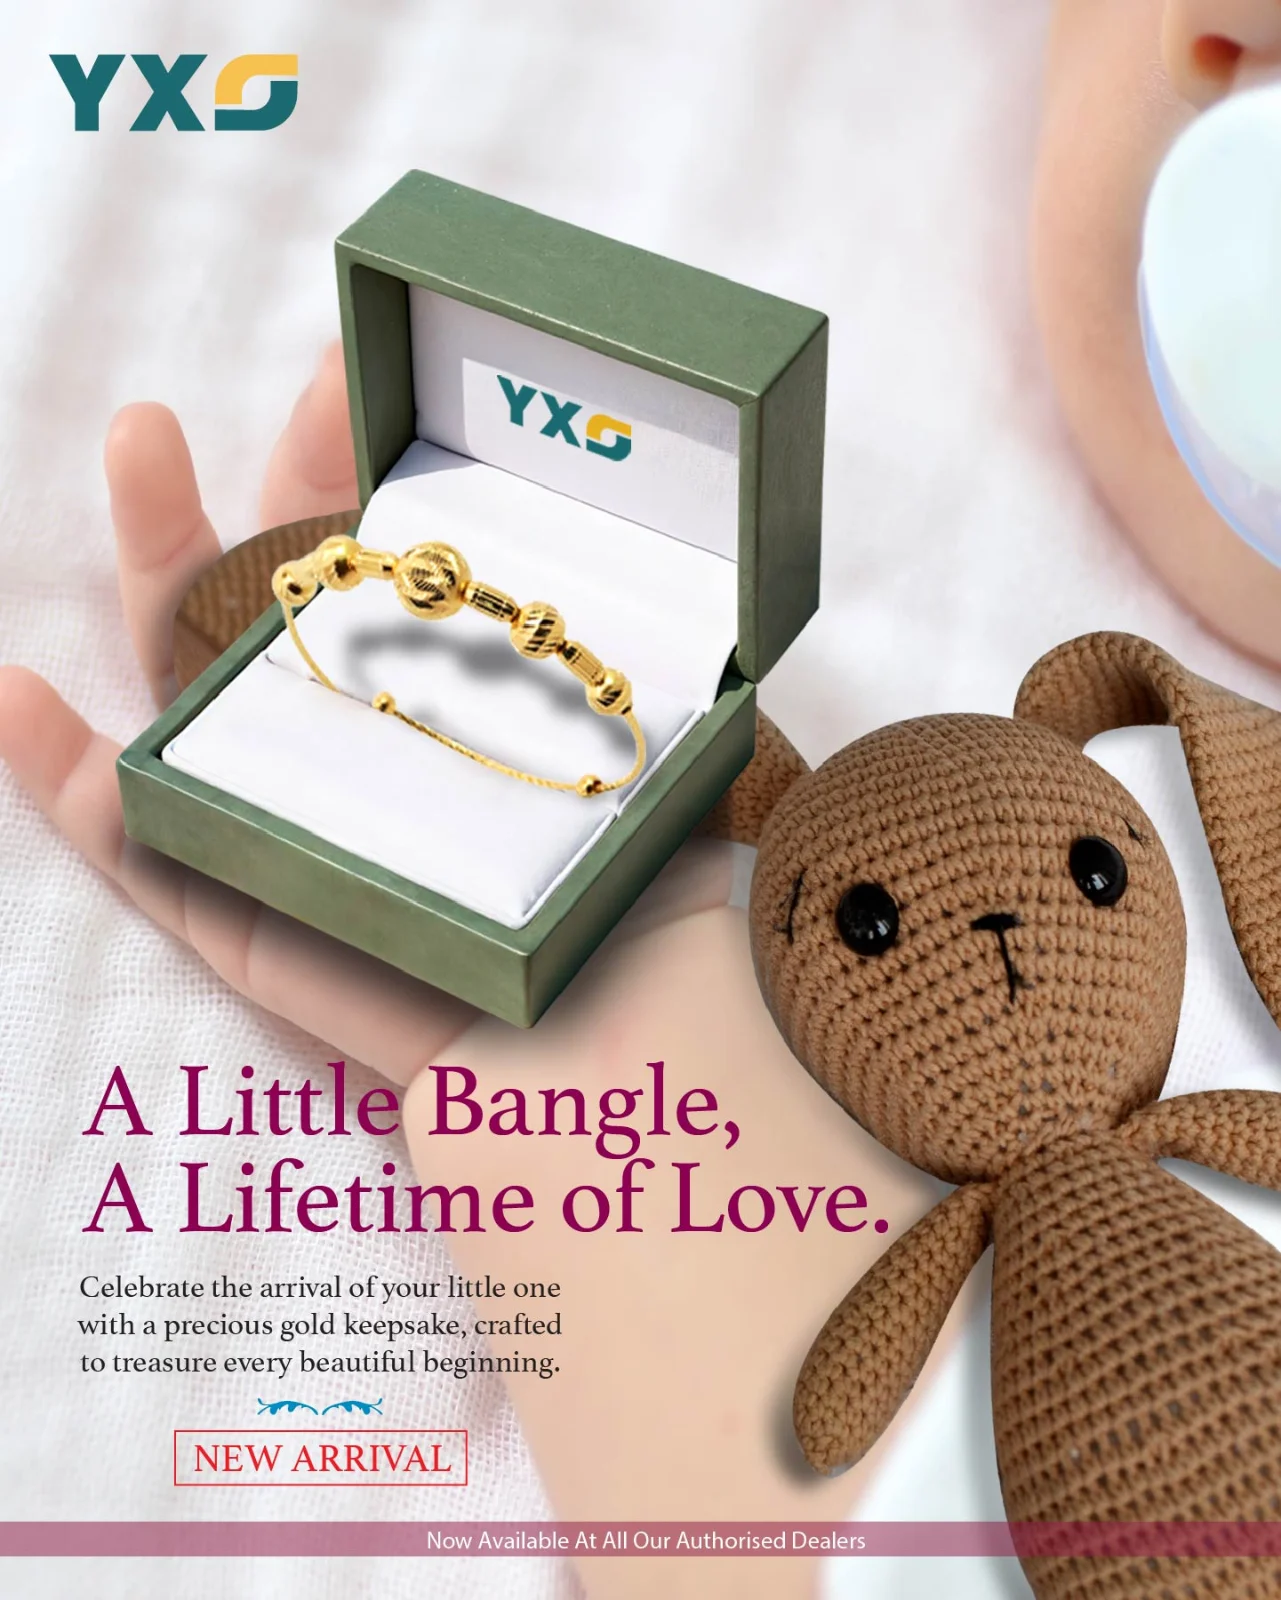 YXS
YXS
A Little Bangle,
A Lifetime of Love.
Celebrate the arrival of your little one
with a precious gold keepsake, crafted
to treasure every beautiful beginning.
NEW ARRIVAL
Now Available At All Our Authorised Dealers